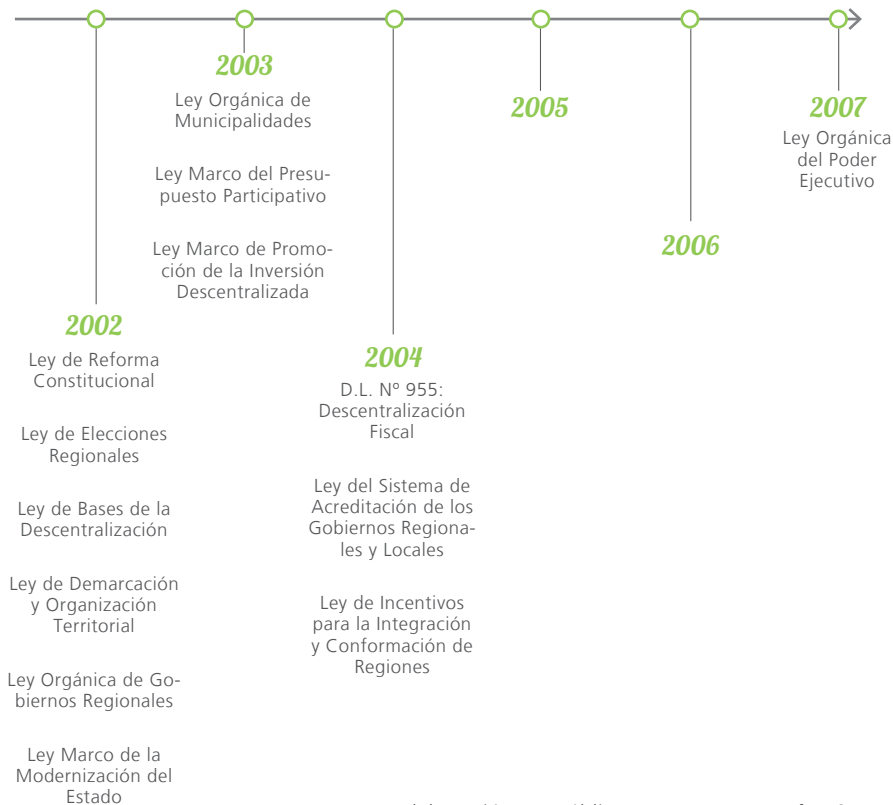 2002
Ley de Reforma
Constitucional
Ley de Elecciones
Regionales
Ley de Bases de la
Descentralización
Ley de Demarcación
y Organización
Territorial
Ley Orgánica de Go-
biernos Regionales
Ley Marco de la
Modernización del
Estado
2003
Ley Orgánica de
Municipalidades
Ley Marco del Presu-
puesto Participativo
Ley Marco de Promo-
ción de la Inversión
Descentralizada
2004
D.L. Nº 955:
Descentralización
Fiscal
Ley del Sistema de
Acreditación de los
Gobiernos Regiona-
les y Locales
Ley de Incentivos
para la Integración
y Conformación de
Regiones
2005
2006
2007
Ley Orgánica
del Poder
Ejecutivo